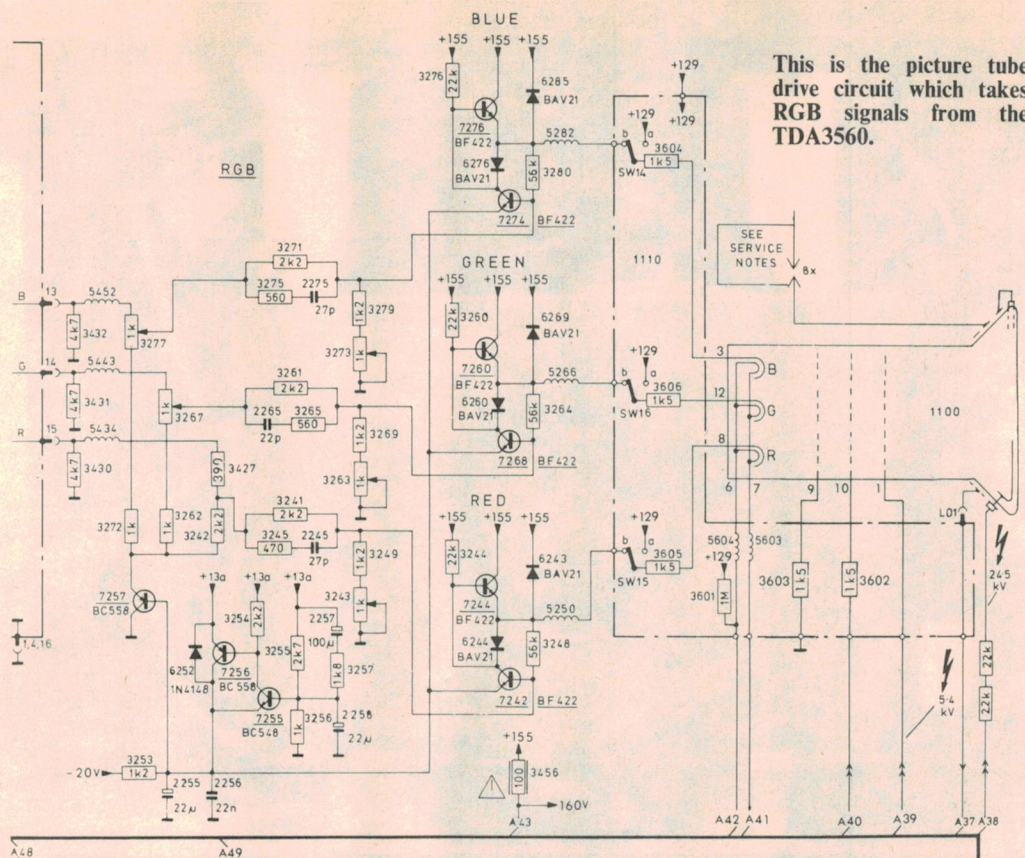 BLUE
+155 +155 +155
This is the picture tube
drive circuit which takes
RGB signals from the
TDA3560.
3276 22k
7276
BF422
6285
BAV21
6276
BAV21
5282
56k 3280
7274 BF422
+129
+129
+129
b a
3604
1k5
SW14
RGB
SEE
SERVICE
NOTES
8x
1110
3271
2k2
3275 2275
560
27p
1k2 3279
1k 3273
GREEN
+155 +155 +155
22k 3260
7260
BF422
6269
BAV21
6260
BAV21
5266
56k 3264
7268 BF422
+129
b a
3606
1k5
SW16
B 13 5452
4k7 3432
1k 3277
G 14 5443
4k7 3431
1k 3267
R 15 5434
4k7 3430
390 3427
3261
2k2
2265 3265
22p 560
1k2 3269
1k 3263
3 B
12 G
8 R
6 7 9 10 1
1100
L01
3272 1k
3262 1k
3242 2k2
3241
2k2
3245 2245
470
27p
1k2 3249
3243 1k
RED
+155 +155 +155
22k 3244
7244
BF422
6243
BAV21
6244
BAV21
5250
56k 3248
7242 BF422
+129
b a
3605
1k5
SW15
5604 5603
+129
3601 1M
3603 1k5
1k5 3602
24.5
kV
5.4
kV
22k
22k
7257
BC558
+13a +13a +13a
3254 2k2
2257
100µ
3255 2k7
1k8 3257
6252
1N4148
7256
BC558
7255
BC548
3256 1k
2258
22µ
1,4,16
-20V
3253
1k2
2255
22µ
2256
22n
+155
100 3456
160V
A43
A42 A41 A40 A39 A37 A38
A48 A49